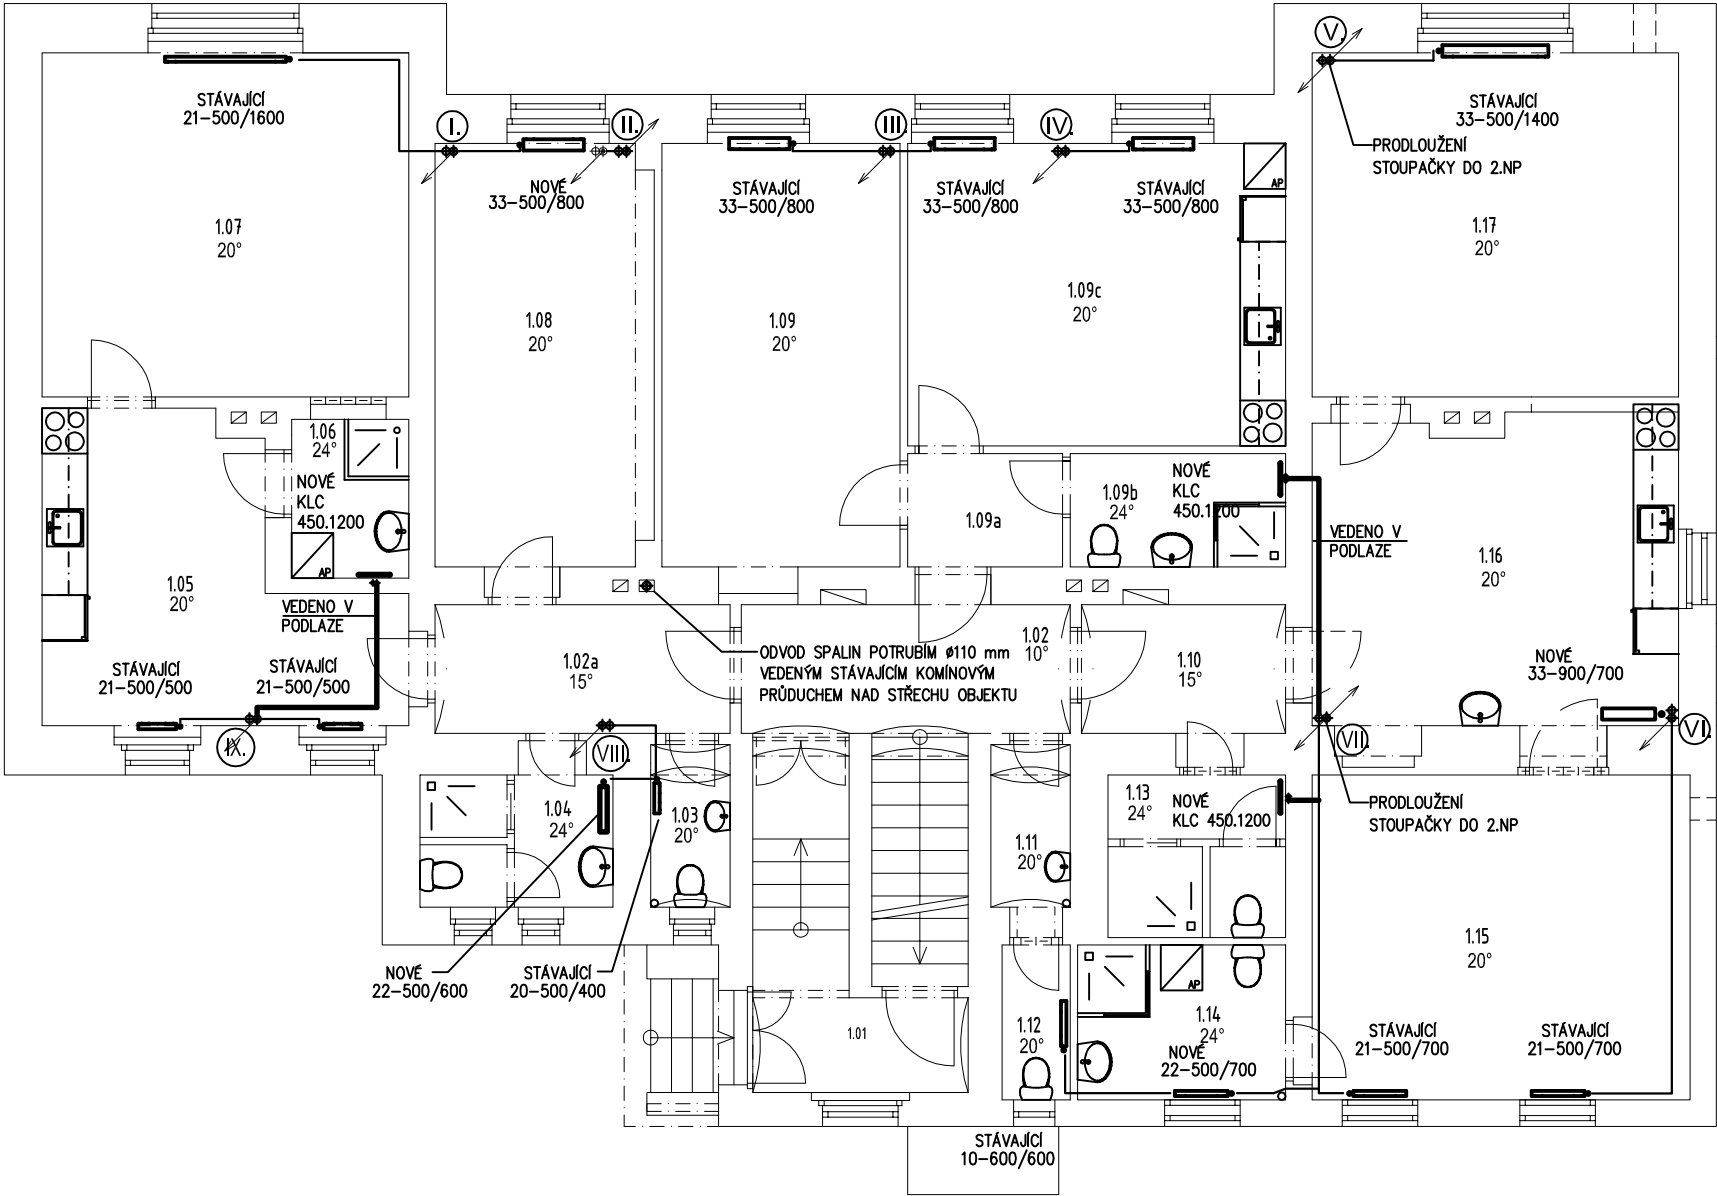 V.
STÁVAJÍCÍ
21-500/1600
STÁVAJÍCÍ
33-500/1400
I.
II.
III.
IV.
PRODLOUŽENÍ
STOUPAČKY DO 2.NP
NOVÉ
33-500/800
STÁVAJÍCÍ
33-500/800
STÁVAJÍCÍ
33-500/800
STÁVAJÍCÍ
33-500/800
AP
1.07
20°
1.17
20°
1.08
20°
1.09
20°
1.09c
20°
1.06
24°
NOVÉ
KLC
450.1200
AP
1.09a
1.09b
24°
NOVÉ
KLC
450.1200
VEDENO V
PODLAZE
1.16
20°
1.05
20°
VEDENO V
PODLAZE
STÁVAJÍCÍ
21-500/500
STÁVAJÍCÍ
21-500/500
1.02a
15°
ODVOD SPALIN POTRUBÍM ø110 mm
VEDENÝM STÁVAJÍCÍM KOMÍNOVÝM
PRŮDUCHEM NAD STŘECHU OBJEKTU
1.02
10°
1.10
15°
NOVÉ
33-900/700
IX.
VIII.
VII.
VI.
1.04
24°
1.03
20°
1.11
20°
1.13
24°
NOVÉ
KLC 450.1200
PRODLOUŽENÍ
STOUPAČKY DO 2.NP
NOVÉ
22-500/600
STÁVAJÍCÍ
20-500/400
1.15
20°
AP
1.01
1.12
20°
1.14
24°
NOVÉ
22-500/700
STÁVAJÍCÍ
21-500/700
STÁVAJÍCÍ
21-500/700
STÁVAJÍCÍ
10-600/600